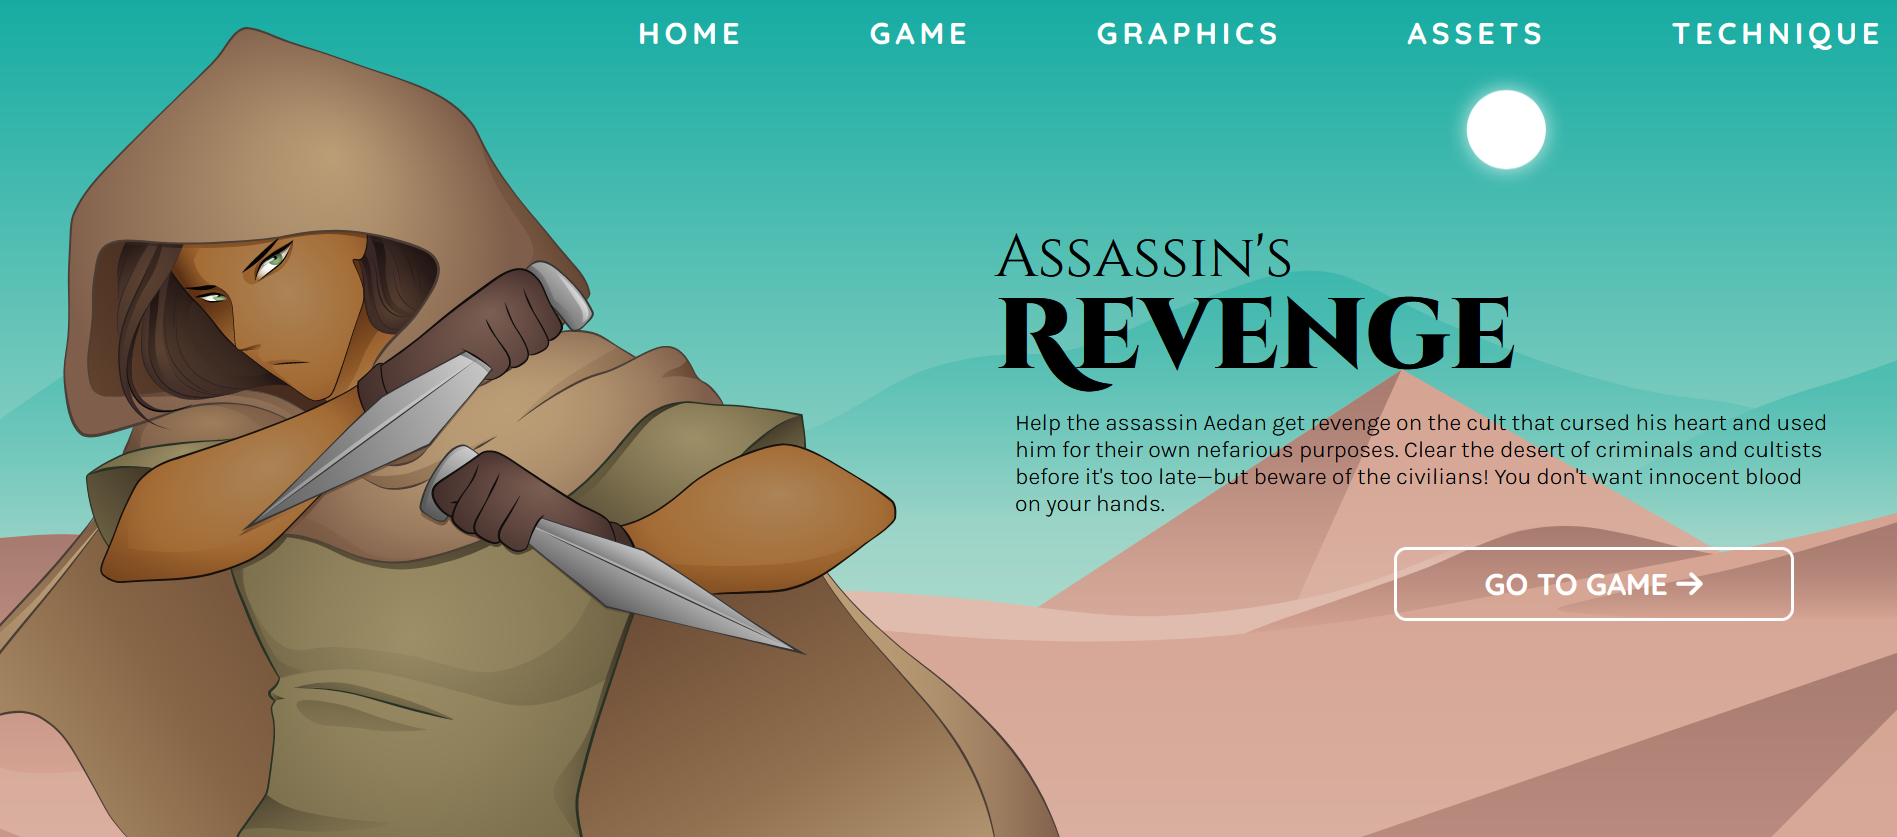 HOME GAME GRAPHICS ASSETS TECHNIQUE
ASSASSIN'S
REVENGE
Help the assassin Aedan get revenge on the cult that cursed his heart and used
him for their own nefarious purposes. Clear the desert of criminals and cultists
before it's too late—but beware of the civilians! You don't want innocent blood
on your hands.
GO TO GAME →